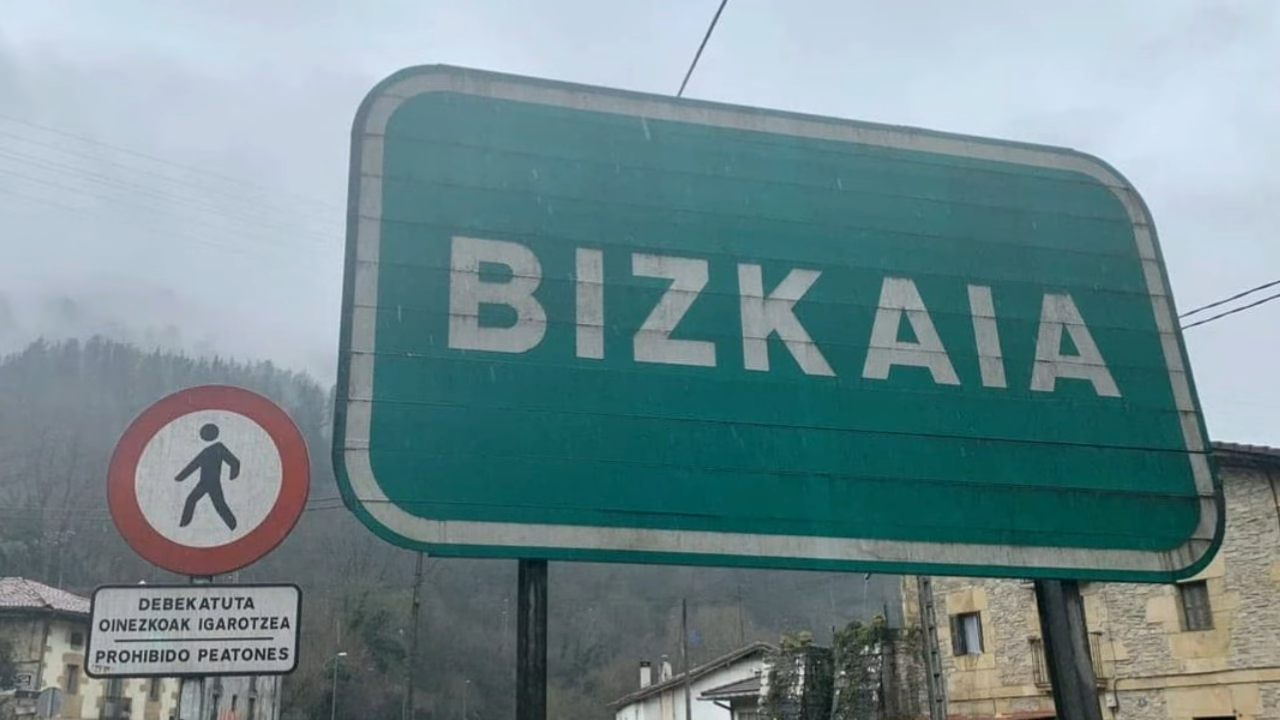 BIZKAIA
DEBEKATUTA
OINEZKOAK IGAROTZEA
PROHIBIDO PEATONES